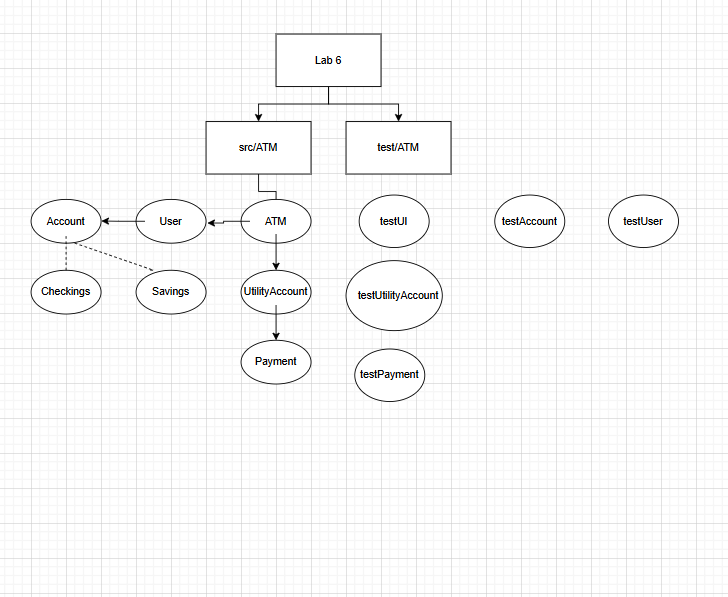 Lab 6
src/ATM
test/ATM
Account
User
ATM
testUI
testAccount
testUser
Checkings
Savings
UtilityAccount
testUtilityAccount
Payment
testPayment